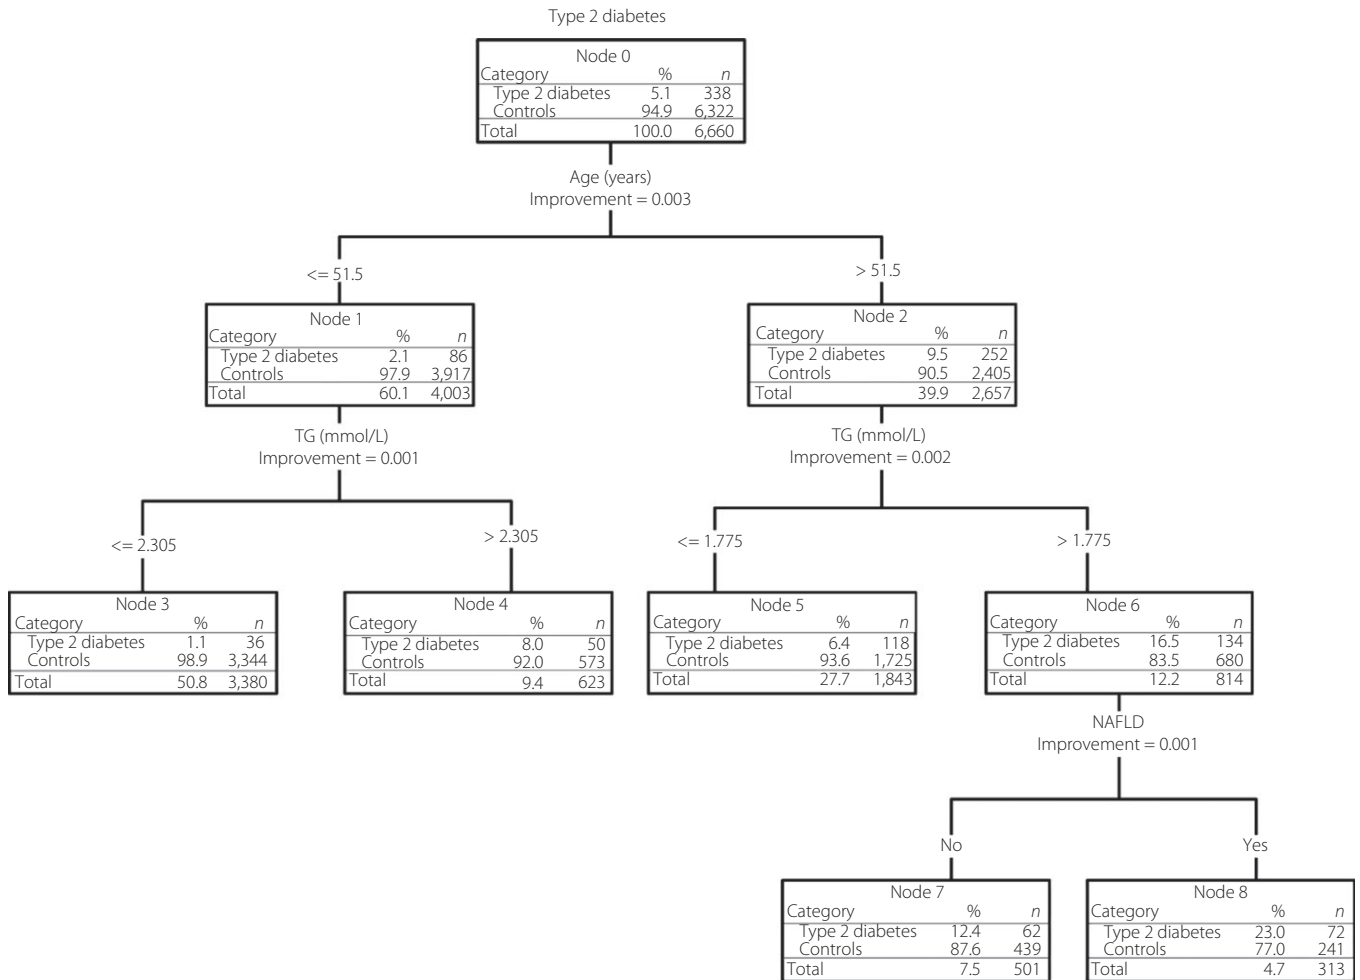 Type 2 diabetes
Node 0
Category % n
Type 2 diabetes 5.1 338
Controls 94.9 6,322
Total 100.0 6,660
Age (years)
Improvement = 0.003
<= 51.5
> 51.5
Node 1
Category % n
Type 2 diabetes 2.1 86
Controls 97.9 3,917
Total 60.1 4,003
Node 2
Category % n
Type 2 diabetes 9.5 252
Controls 90.5 2,405
Total 39.9 2,657
TG (mmol/L)
Improvement = 0.001
TG (mmol/L)
Improvement = 0.002
<= 2.305
> 2.305
<= 1.775
> 1.775
Node 3
Category % n
Type 2 diabetes 1.1 36
Controls 98.9 3,344
Total 50.8 3,380
Node 4
Category % n
Type 2 diabetes 8.0 50
Controls 92.0 573
Total 9.4 623
Node 5
Category % n
Type 2 diabetes 6.4 118
Controls 93.6 1,725
Total 27.7 1,843
Node 6
Category % n
Type 2 diabetes 16.5 134
Controls 83.5 680
Total 12.2 814
NAFLD
Improvement = 0.001
No
Yes
Node 7
Category % n
Type 2 diabetes 12.4 62
Controls 87.6 439
Total 7.5 501
Node 8
Category % n
Type 2 diabetes 23.0 72
Controls 77.0 241
Total 4.7 313